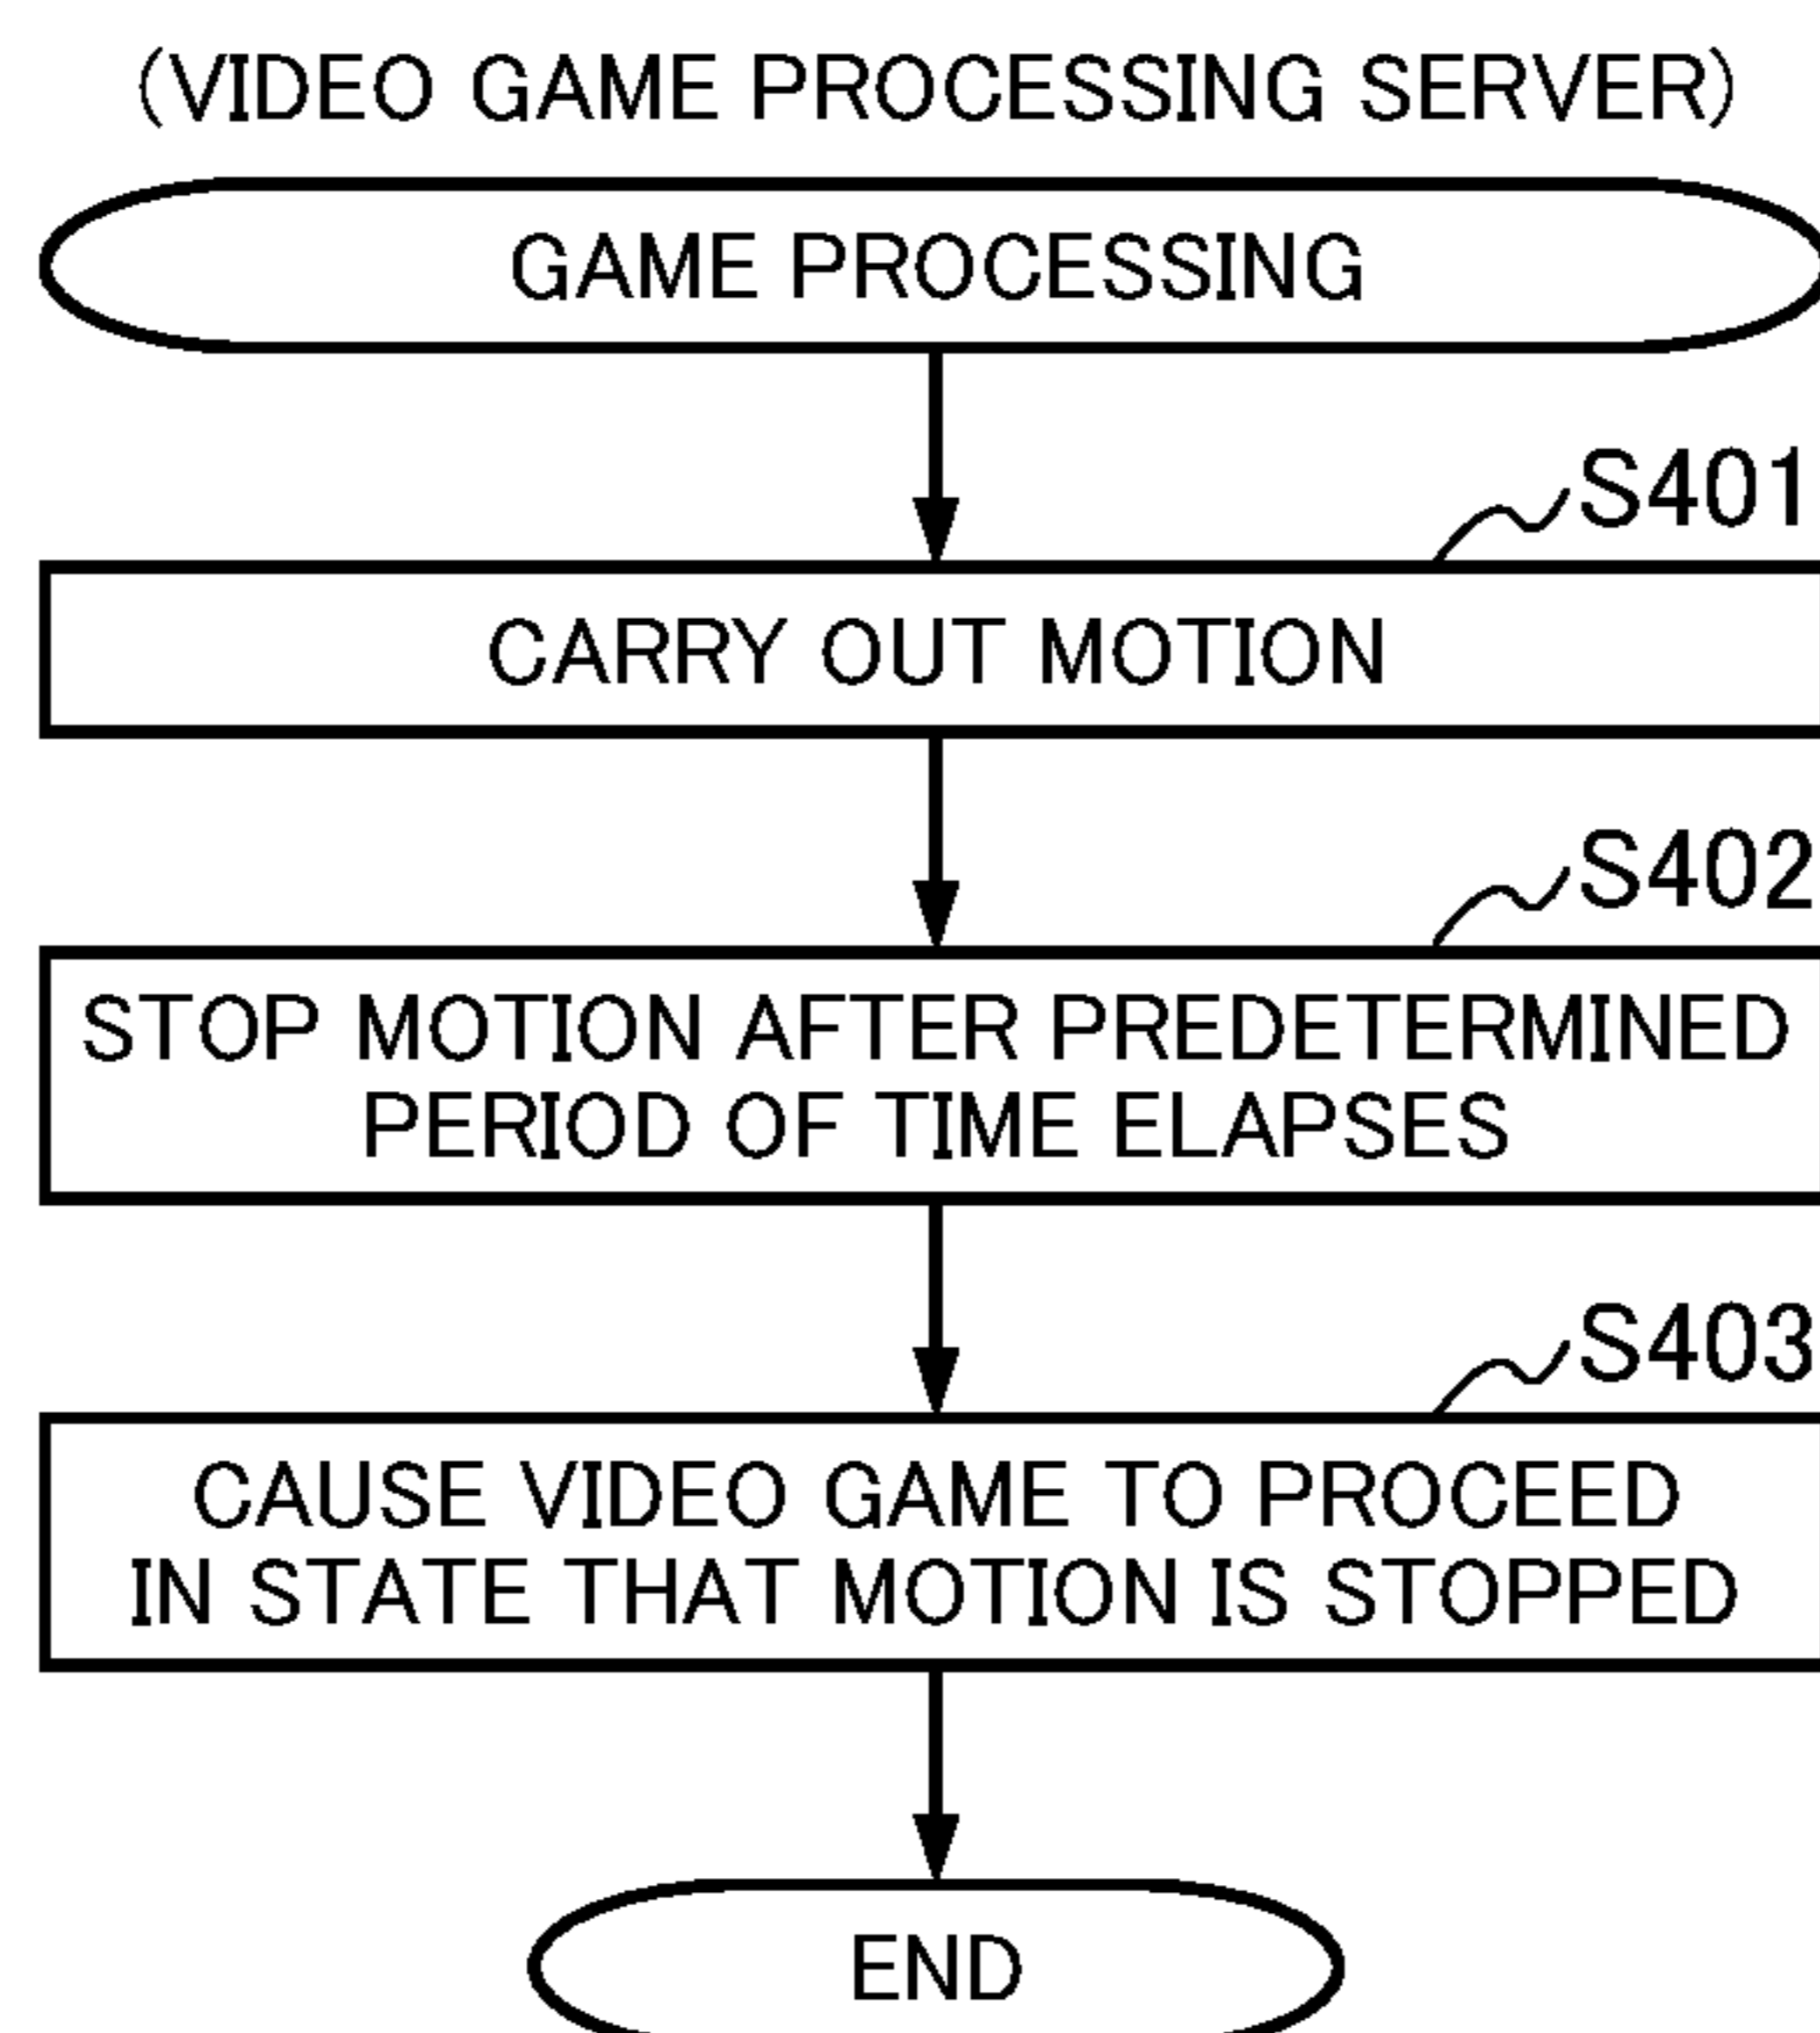 (VIDEO GAME PROCESSING SERVER)
GAME PROCESSING
S401
CARRY OUT MOTION
S402
STOP MOTION AFTER PREDETERMINED
PERIOD OF TIME ELAPSES
S403
CAUSE VIDEO GAME TO PROCEED
IN STATE THAT MOTION IS STOPPED
END